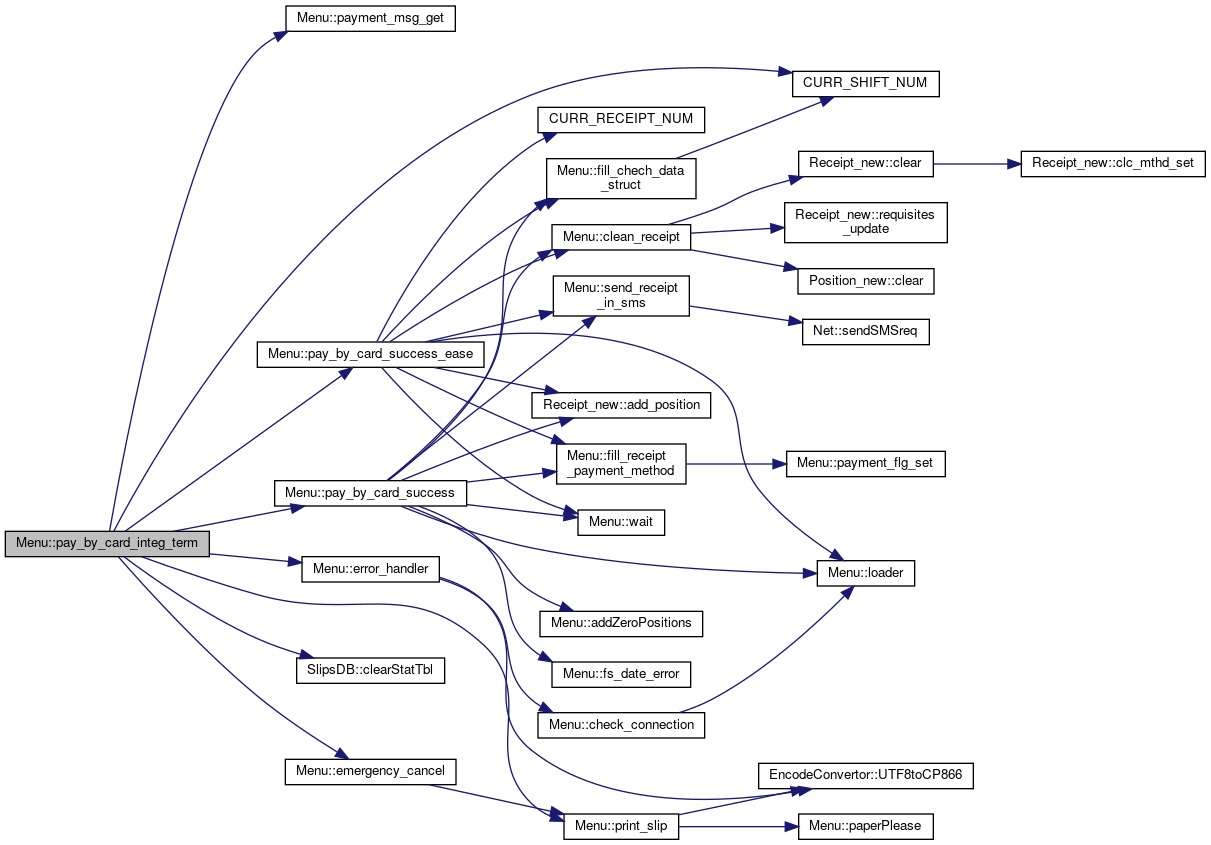 Menu::payment_msg_get
CURR_SHIFT_NUM
CURR_RECEIPT_NUM
Menu::fill_chech_data
_struct
Receipt_new::clear
Receipt_new::clc_mthd_set
Receipt_new::requisites
_update
Menu::clean_receipt
Position_new::clear
Menu::send_receipt
_in_sms
Net::sendSMSreq
Menu::pay_by_card_success_ease
Receipt_new::add_position
Menu::fill_receipt
_payment_method
Menu::payment_flg_set
Menu::pay_by_card_success
Menu::wait
Menu::pay_by_card_integ_term
Menu::error_handler
Menu::loader
Menu::addZeroPositions
SlipsDB::clearStatTbl
Menu::fs_date_error
Menu::check_connection
Menu::emergency_cancel
EncodeConvertor::UTF8toCP866
Menu::print_slip
Menu::paperPlease